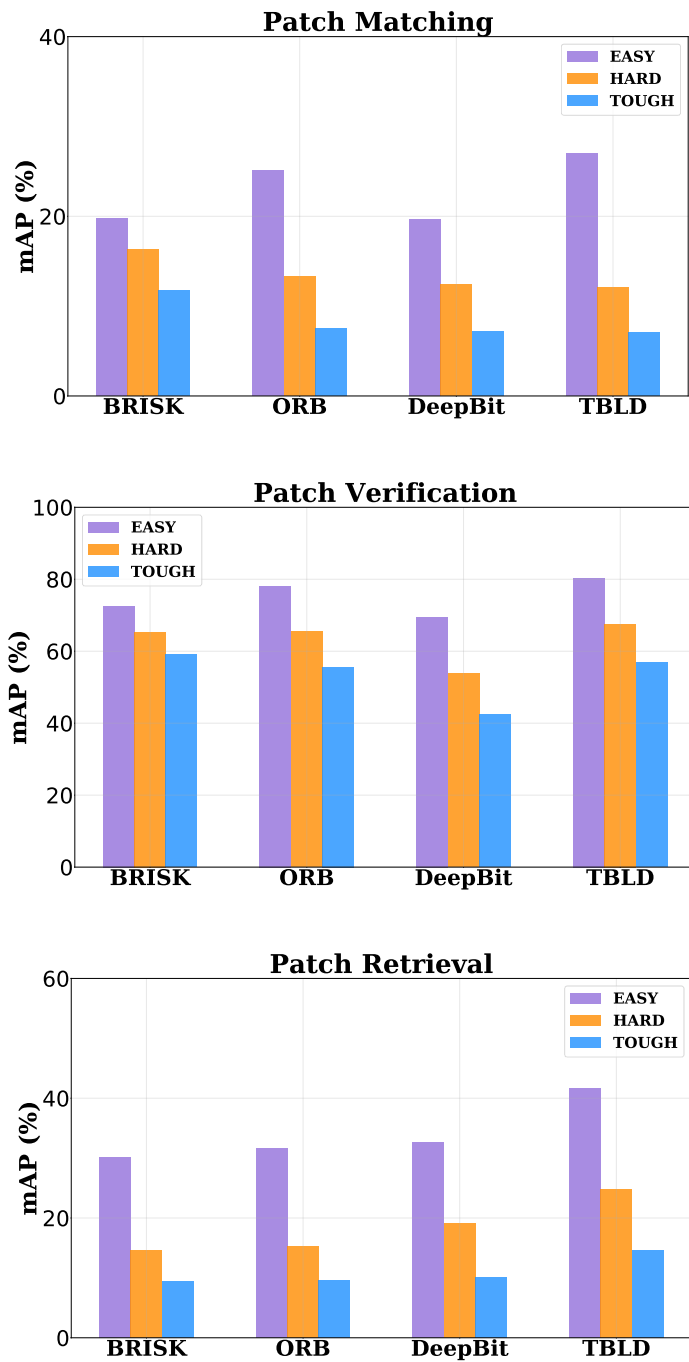 Patch Matching
40
20
0
mAP (%)
EASY
HARD
TOUGH
BRISK ORB DeepBit TBLD
Patch Verification
100
80
60
40
20
0
mAP (%)
EASY
HARD
TOUGH
BRISK ORB DeepBit TBLD
Patch Retrieval
60
40
20
0
mAP (%)
EASY
HARD
TOUGH
BRISK ORB DeepBit TBLD